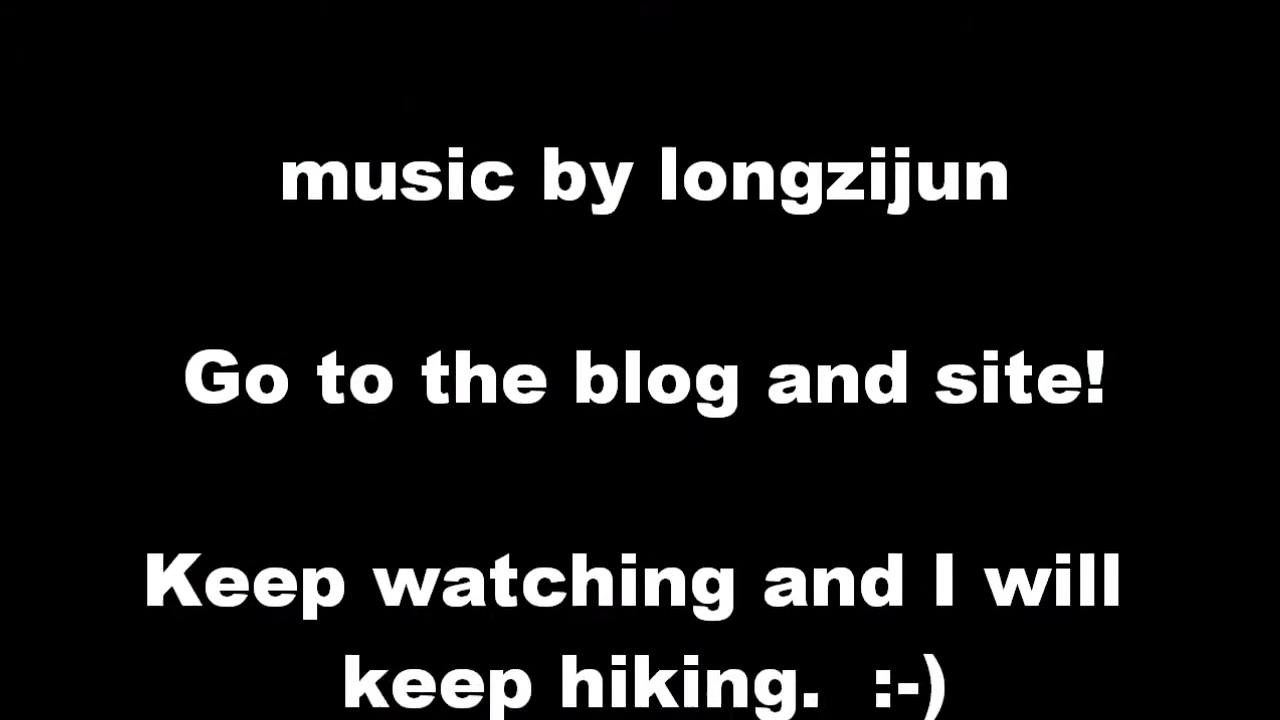 music by longzijun
Go to the blog and site!
Keep watching and I will
keep hiking.  :-)